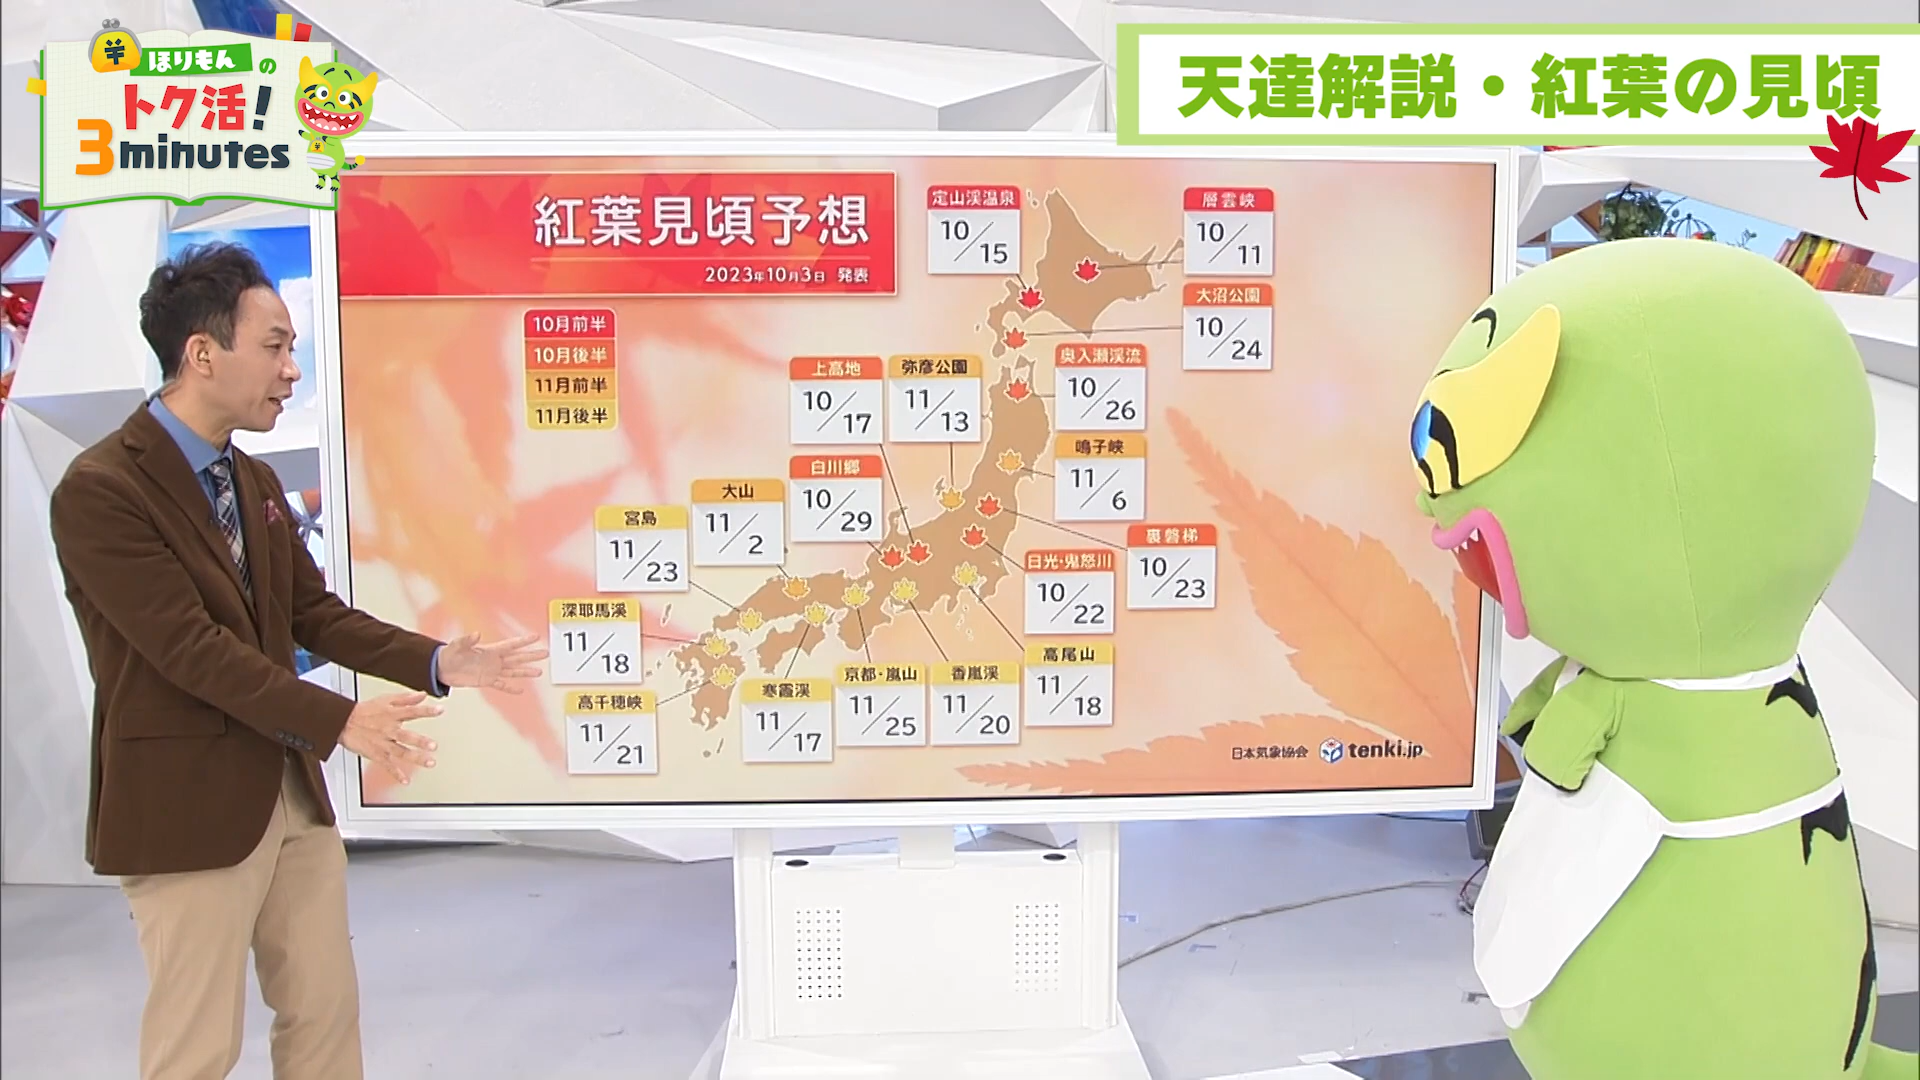 ほりもんの
トク活!
3minutes
天達解説・紅葉の見頃
紅葉見頃予想
2023年10月3日 発表
10月前半
10月後半
11月前半
11月後半
定山渓温泉
10/15
層雲峡
10/11
大沼公園
10/24
上高地
10/17
弥彦公園
11/13
奥入瀬渓流
10/26
鳴子峡
11/6
白川郷
10/29
大山
11/2
宮島
11/23
裏磐梯
10/23
日光・鬼怒川
10/22
深耶馬渓
11/18
高尾山
11/18
高千穂峡
11/21
寒霞渓
11/17
京都・嵐山
11/25
香嵐渓
11/20
日本気象協会 tenki.jp